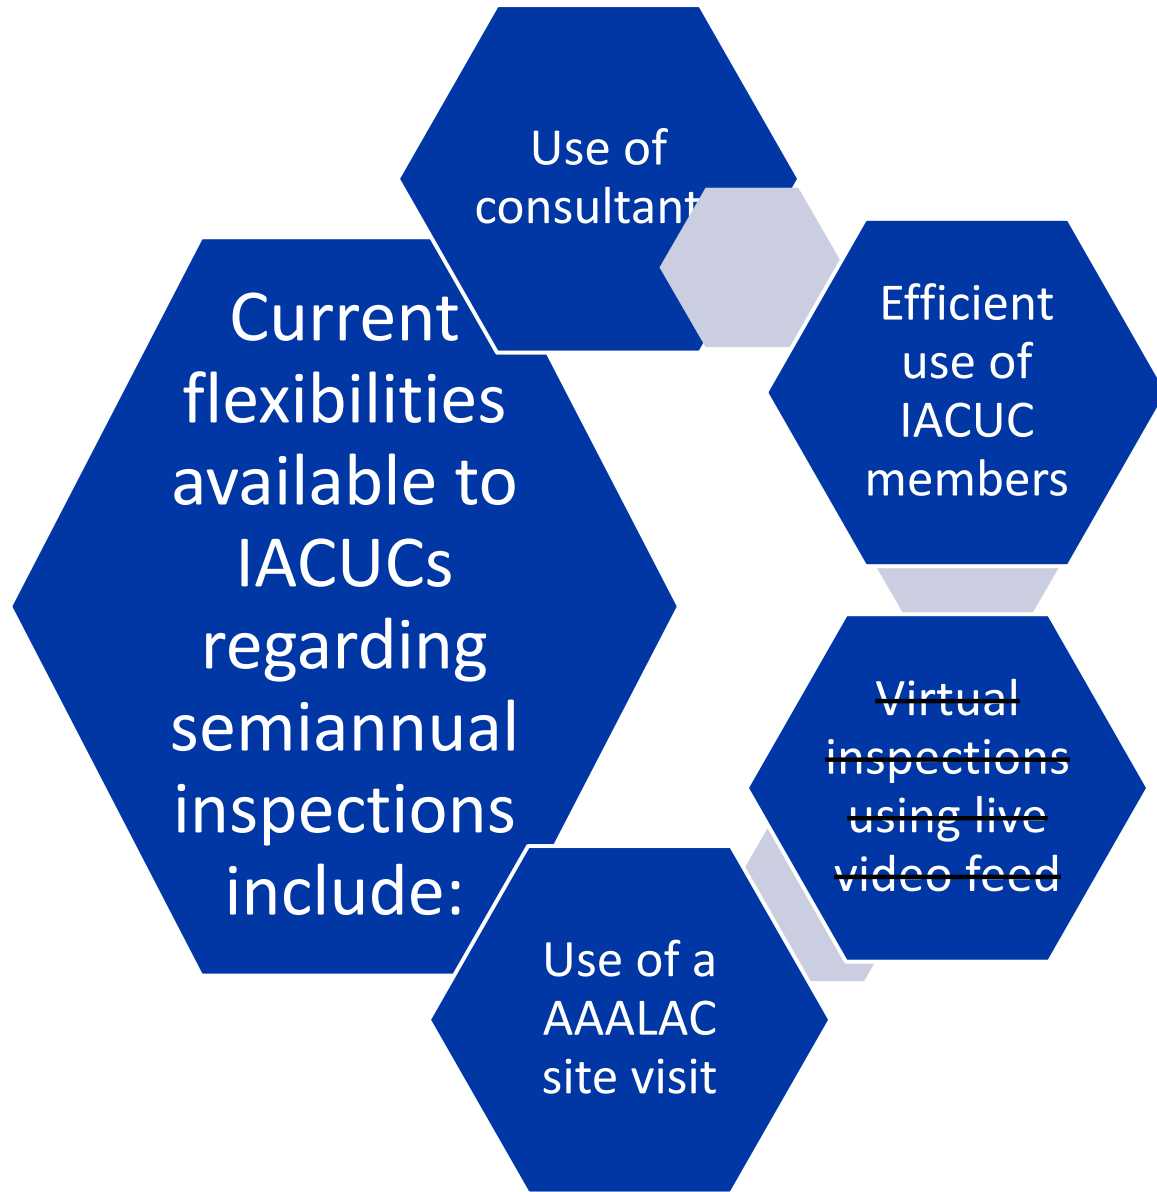 Use of
consultant
Current
flexibilities
available to
IACUCs
regarding
semiannual
inspections
include:
Efficient
use of
IACUC
members
Virtual
inspections
using live
video feed
Use of a
AAALAC
site visit